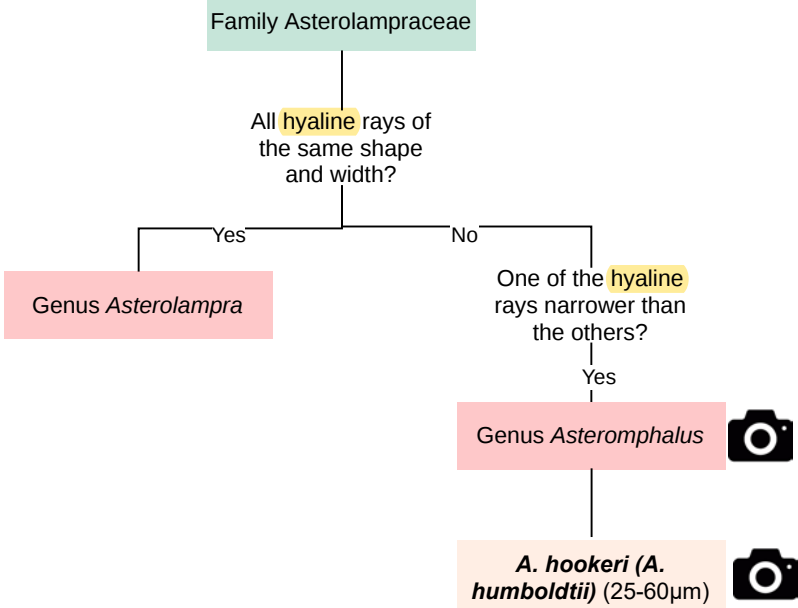 Family Asterolampraceae
All hyaline rays of
the same shape
and width?
Yes
No
Genus Asterolampra
One of the hyaline
rays narrower than
the others?
Yes
Genus Asteromphalus
A. hookeri (A.
humboldtii) (25-60µm)